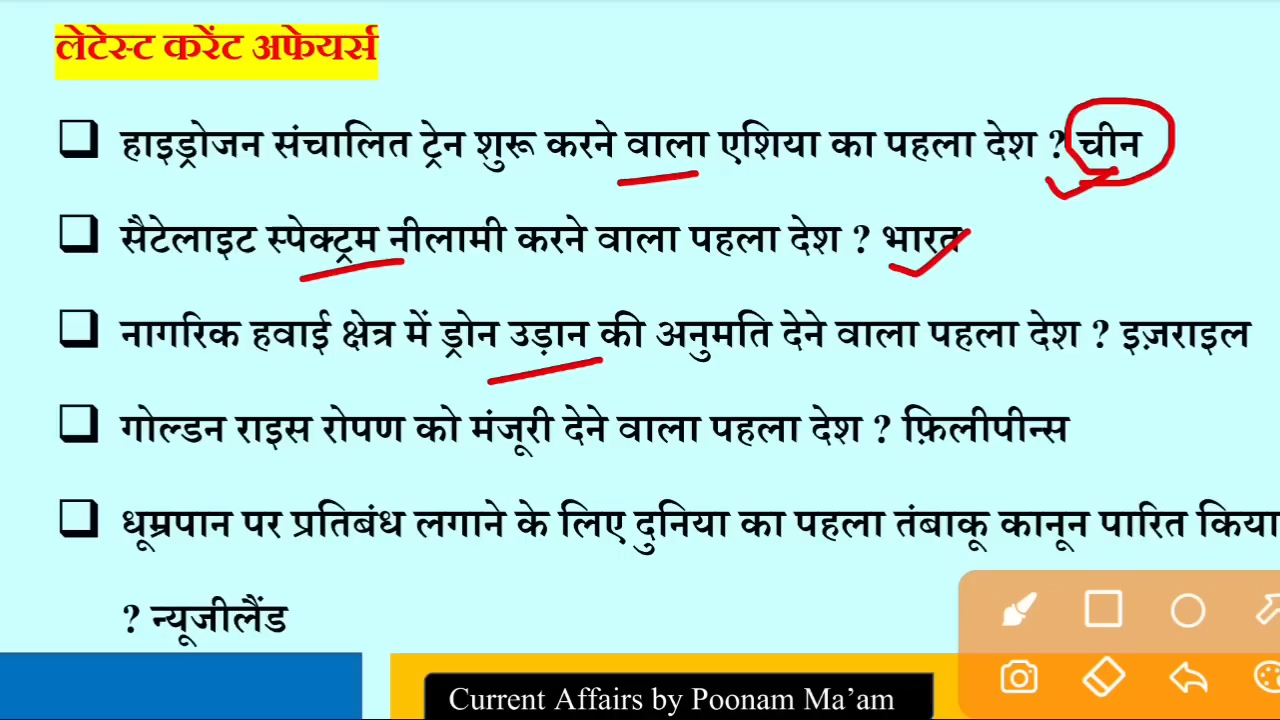 लेटेस्ट करेंट अफेयर्स
❑ हाइड्रोजन संचालित ट्रेन शुरू करने वाला एशिया का पहला देश ? चीन
❑ सैटेलाइट स्पेक्ट्रम नीलामी करने वाला पहला देश ? भारत
❑ नागरिक हवाई क्षेत्र में ड्रोन उड़ान की अनुमति देने वाला पहला देश ? इज़राइल
❑ गोल्डन राइस रोपण को मंजूरी देने वाला पहला देश ? फ़िलीपीन्स
❑ धूम्रपान पर प्रतिबंध लगाने के लिए दुनिया का पहला तंबाकू कानून पारित किया
? न्यूजीलैंड
Current Affairs by Poonam Ma’am